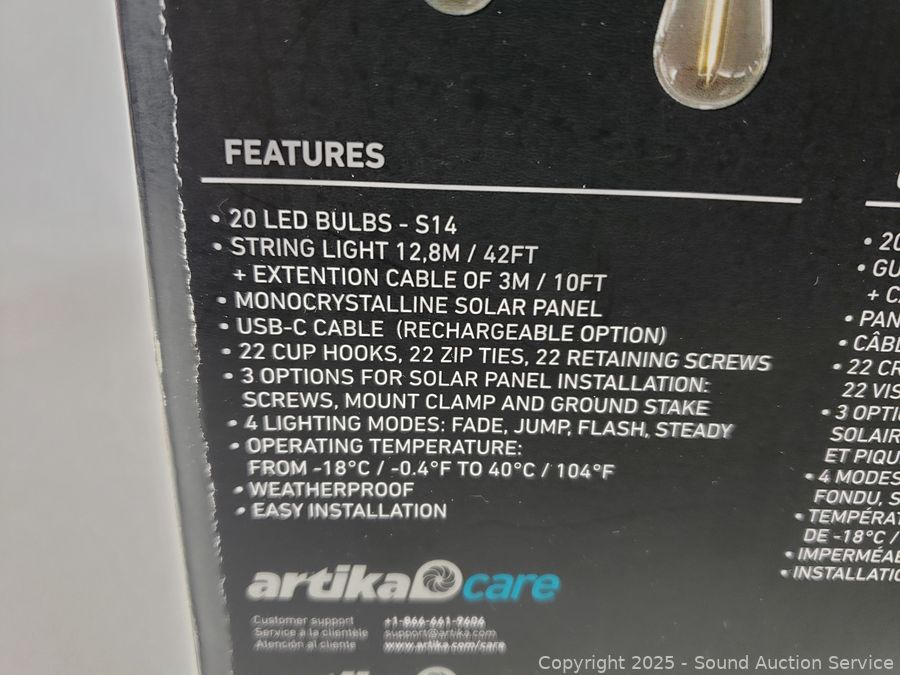 FEATURES
• 20 LED BULBS - S14
• STRING LIGHT 12,8M / 42FT
+ EXTENTION CABLE OF 3M / 10FT
• MONOCRYSTALLINE SOLAR PANEL
• USB-C CABLE (RECHARGEABLE OPTION)
• 22 CUP HOOKS, 22 ZIP TIES, 22 RETAINING SCREWS
• 3 OPTIONS FOR SOLAR PANEL INSTALLATION:
SCREWS, MOUNT CLAMP AND GROUND STAKE
• 4 LIGHTING MODES: FADE, JUMP, FLASH, STEADY
• OPERATING TEMPERATURE:
FROM -18°C / -0.4°F TO 40°C / 104°F
• WEATHERPROOF
• EASY INSTALLATION
artika care
Customer support +1-866-661-9606
Service à la clientèle support@artika.com
Atención al cliente www.artika.com/care
• 20
• GU
+ C
• PAN
• CÂBL
• 22 CR
22 VIS
• 3 OPTI
SOLAIR
ET PIQU
• 4 MODES
FONDU, S
• TEMPÉRAT
DE -18°C /
• IMPERMÉAB
• INSTALLATIO
artika
Copyright 2025 - Sound Auction Service